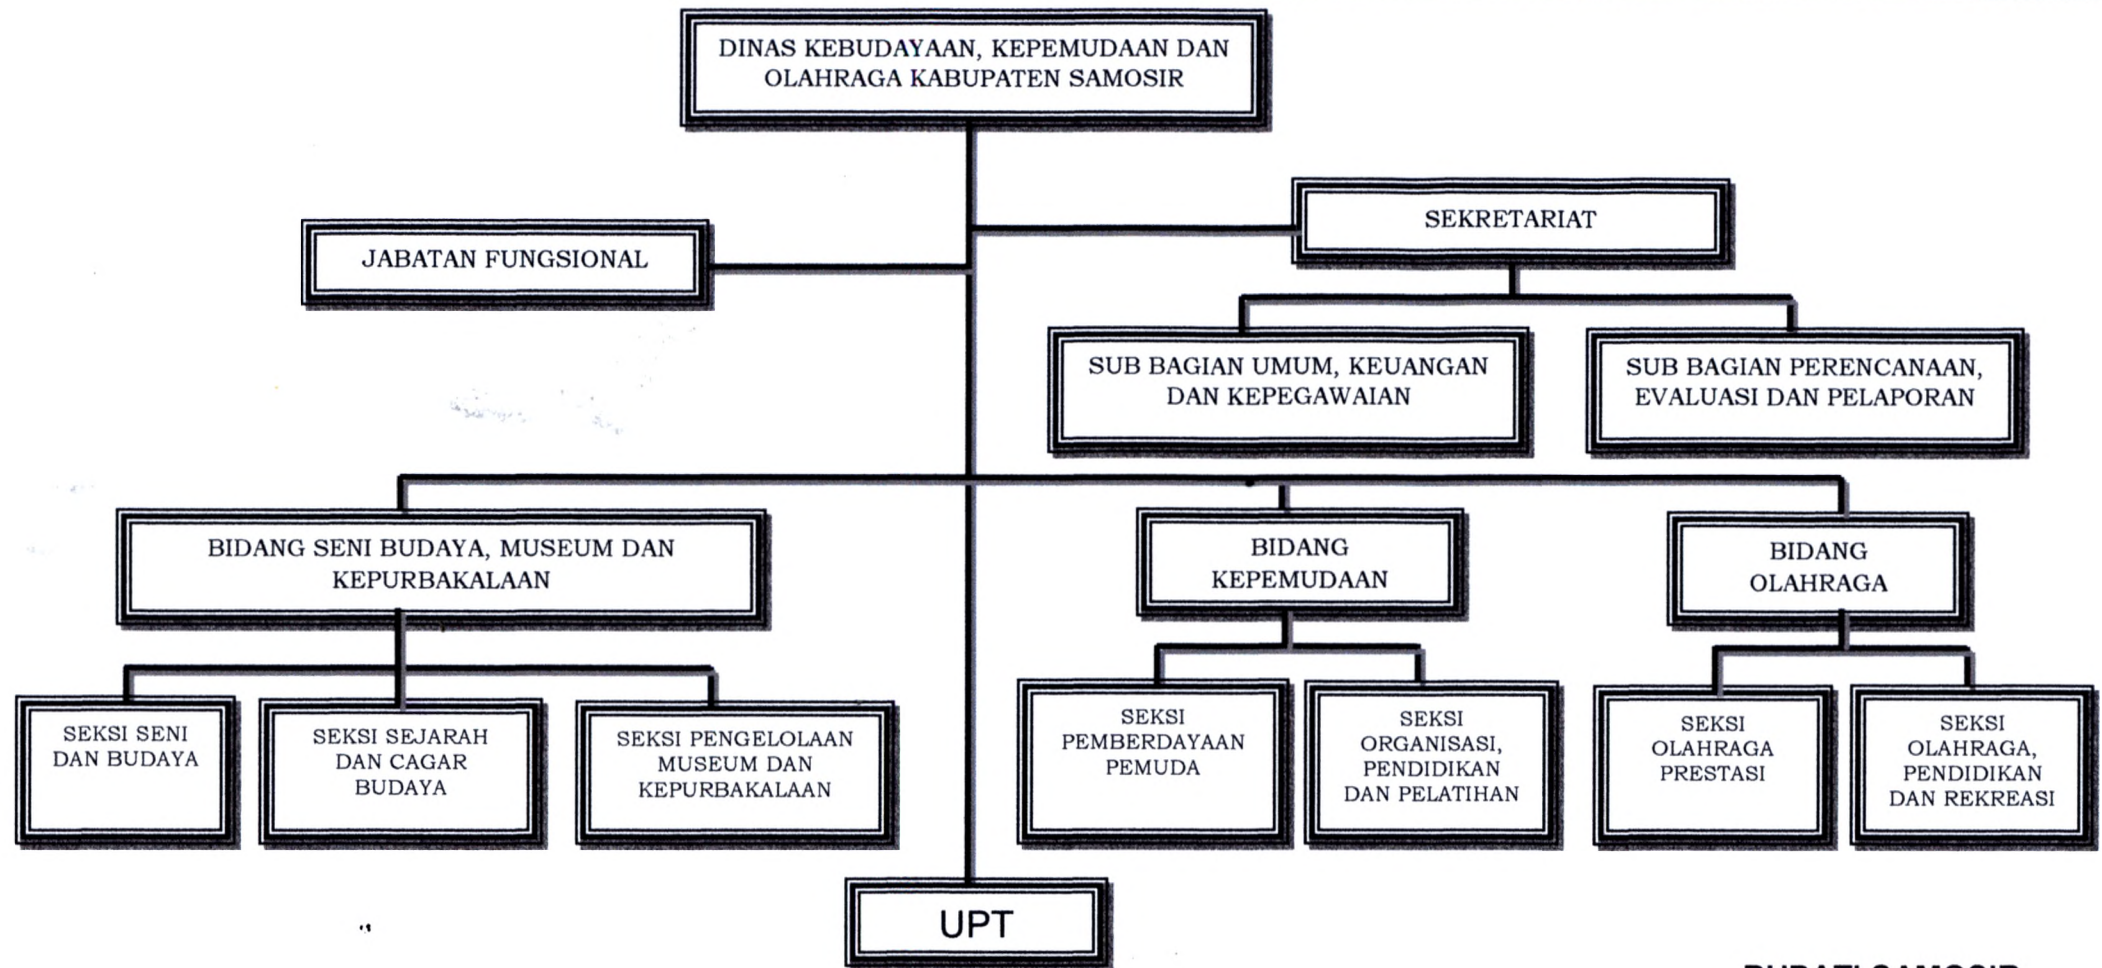 DINAS KEBUDAYAAN, KEPEMUDAAN DAN
OLAHRAGA KABUPATEN SAMOSIR
SEKRETARIAT
JABATAN FUNGSIONAL
SUB BAGIAN UMUM, KEUANGAN
DAN KEPEGAWAIAN
SUB BAGIAN PERENCANAAN,
EVALUASI DAN PELAPORAN
BIDANG SENI BUDAYA, MUSEUM DAN
KEPURBAKALAAN
BIDANG
KEPEMUDAAN
BIDANG
OLAHRAGA
SEKSI SENI
DAN BUDAYA
SEKSI SEJARAH
DAN CAGAR
BUDAYA
SEKSI PENGELOLAAN
MUSEUM DAN
KEPURBAKALAAN
SEKSI
PEMBERDAYAAN
PEMUDA
SEKSI
ORGANISASI,
PENDIDIKAN
DAN PELATIHAN
SEKSI
OLAHRAGA
PRESTASI
SEKSI
OLAHRAGA,
PENDIDIKAN
DAN REKREASI
UPT
BUPATI SAMOSIR